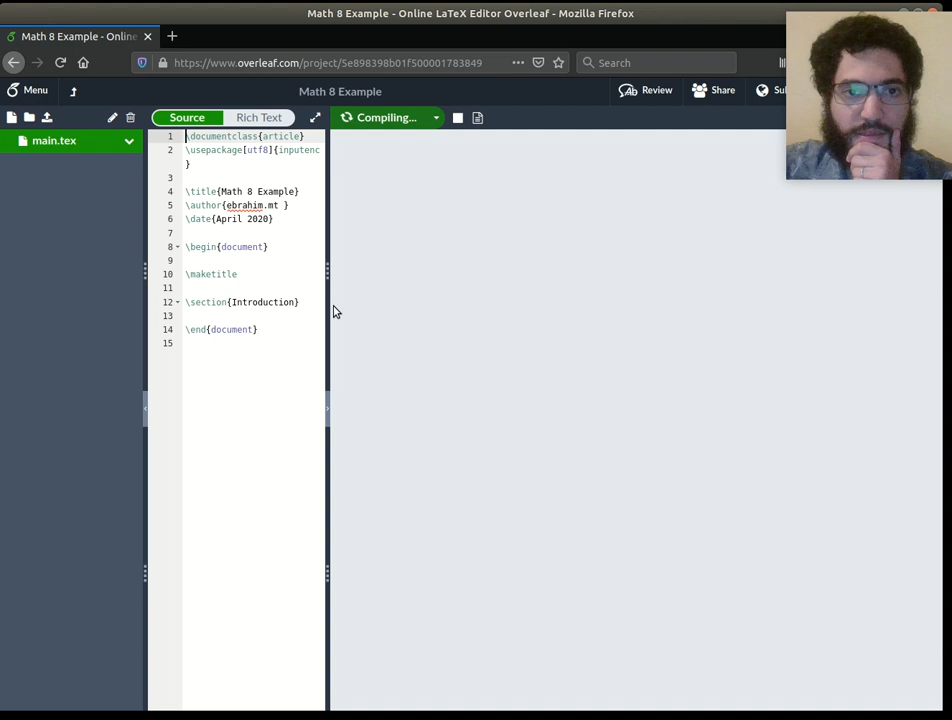 Math 8 Example - Online LaTeX Editor Overleaf - Mozilla Firefox
Math 8 Example - Online
https://www.overleaf.com/project/5e898398b01f500001783849
Search
Menu
Math 8 Example
Review
Share
Source
Rich Text
Compiling...
main.tex
1 \documentclass{article}
2 \usepackage[utf8]{inputenc
}
3
4 \title{Math 8 Example}
5 \author{ebrahim.mt }
6 \date{April 2020}
7
8 \begin{document}
9
10 \maketitle
11
12 \section{Introduction}
13
14 \end{document}
15